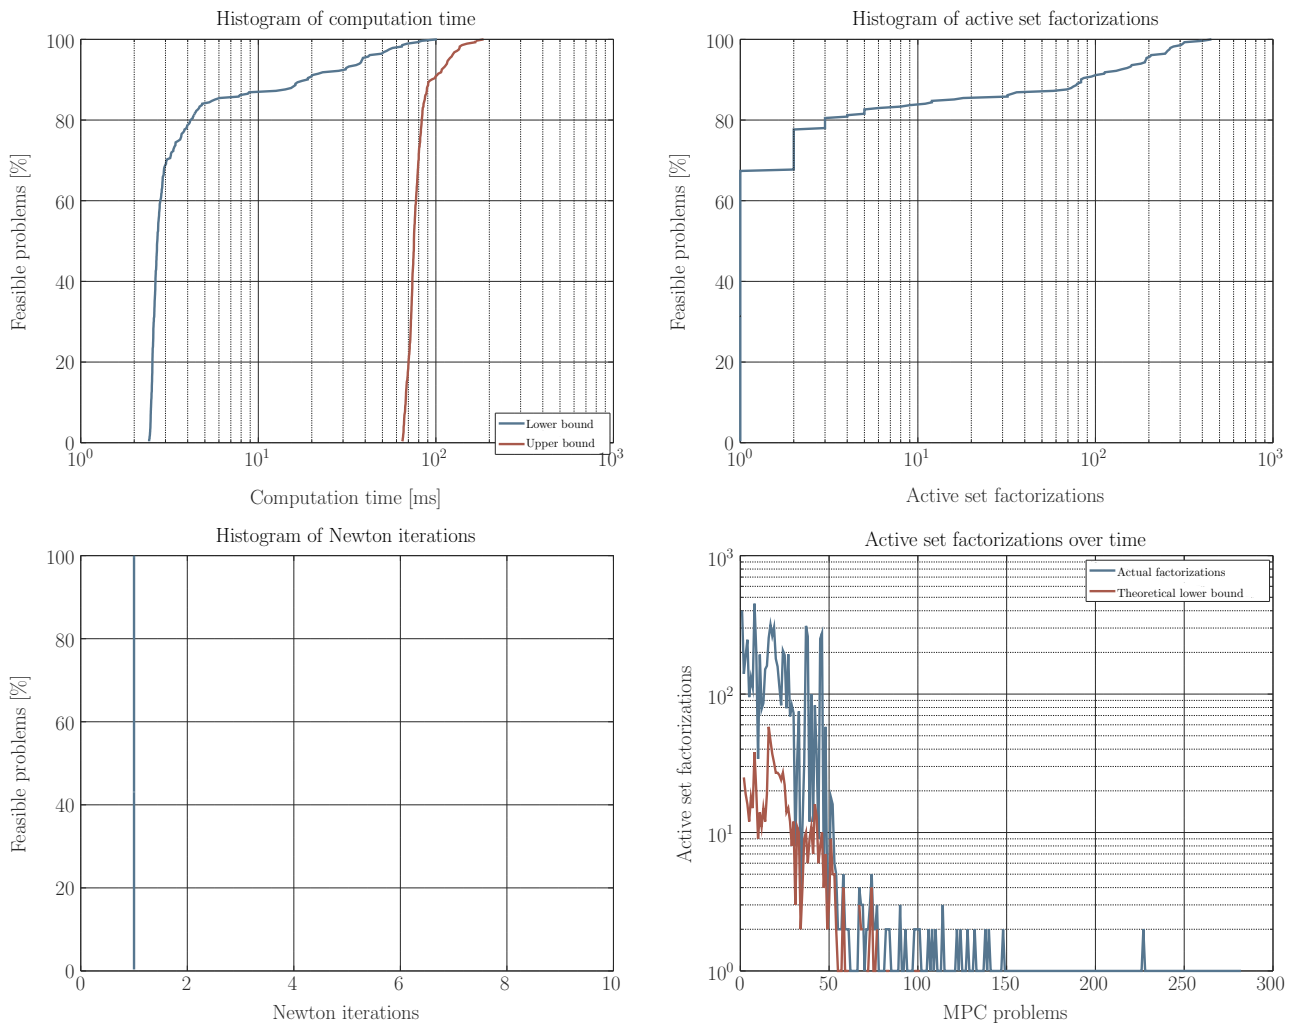 Histogram of computation time
100
80
60
40
20
0
Feasible problems [%]
10^0
10^1
10^2
10^3
Computation time [ms]
Lower bound
Upper bound
Histogram of active set factorizations
100
80
60
40
20
0
Feasible problems [%]
10^0
10^1
10^2
10^3
Active set factorizations
Histogram of Newton iterations
100
80
60
40
20
0
Feasible problems [%]
0
2
4
6
8
10
Newton iterations
Active set factorizations over time
10^3
10^2
10^1
10^0
Active set factorizations
0
50
100
150
200
250
300
MPC problems
Actual factorizations
Theoretical lower bound